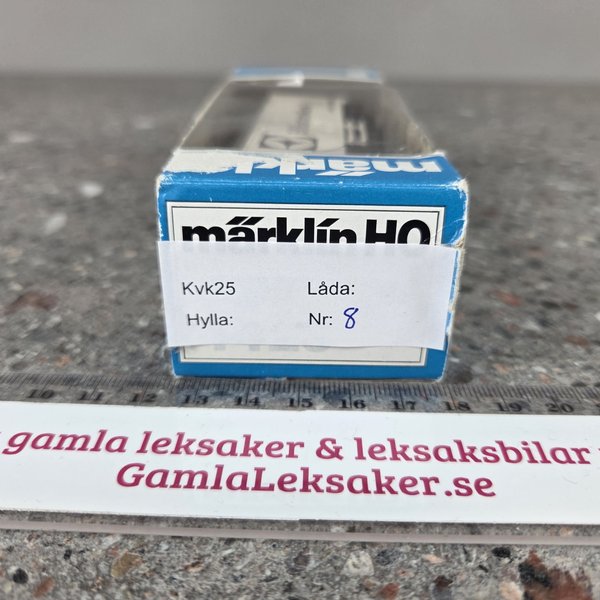 märklin
märklin HO
Kvk25 Låda:
Hylla: Nr: 8
10 11 12 13 14 15 16 17 18 19 20
gamla leksaker & leksaksbilar
GamlaLeksaker.se